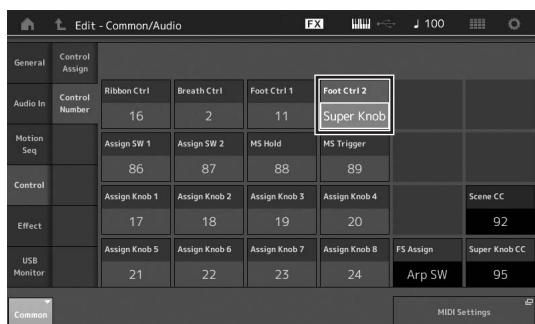 Edit - Common/Audio FX 100
General Control Assign
Audio In Control Number
Ribbon Ctrl Breath Ctrl Foot Ctrl 1 Foot Ctrl 2
16 2 11 Super Knob
Motion Seq
Assign SW 1 Assign SW 2 MS Hold MS Trigger
86 87 88 89
Control
Assign Knob 1 Assign Knob 2 Assign Knob 3 Assign Knob 4 Scene CC
17 18 19 20 92
Effect
Assign Knob 5 Assign Knob 6 Assign Knob 7 Assign Knob 8 FS Assign Super Knob CC
21 22 23 24 Arp SW 95
USB Monitor
Common MIDI Settings